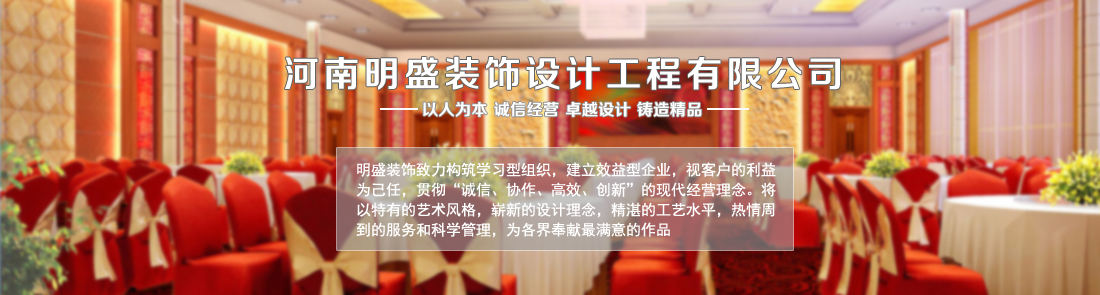 河南明盛装饰设计工程有限公司
以人为本 诚信经营 卓越设计 铸造精品
明盛装饰致力构筑学习型组织，建立效益型企业，视客户的利益
为己任，贯彻“诚信、协作、高效、创新”的现代经营理念。将
以特有的艺术风格，崭新的设计理念，精湛的工艺水平，热情周
到的服务和科学管理，为各界奉献最满意的作品